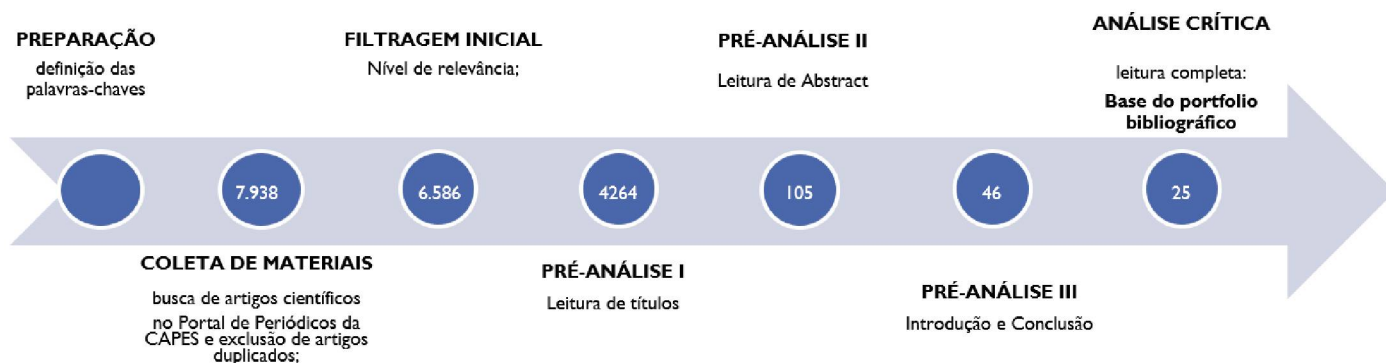 PREPARAÇÃO
definição das
palavras-chaves
7.938
COLETA DE MATERIAIS
busca de artigos científicos
no Portal de Periódicos da
CAPES e exclusão de artigos
duplicados;
FILTRAGEM INICIAL
Nível de relevância;
6.586
4264
PRÉ-ANÁLISE I
Leitura de títulos
PRÉ-ANÁLISE II
Leitura de Abstract
105
46
PRÉ-ANÁLISE III
Introdução e Conclusão
ANÁLISE CRÍTICA
leitura completa:
Base do portfolio
bibliográfico
25